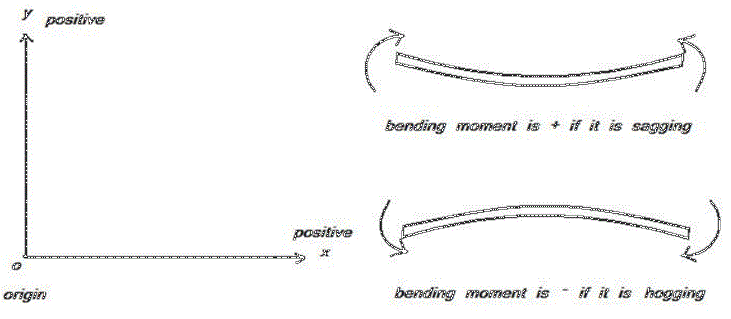 y positive
bending moment is + if it is sagging
positive
x
o
origin
bending moment is - if it is hogging